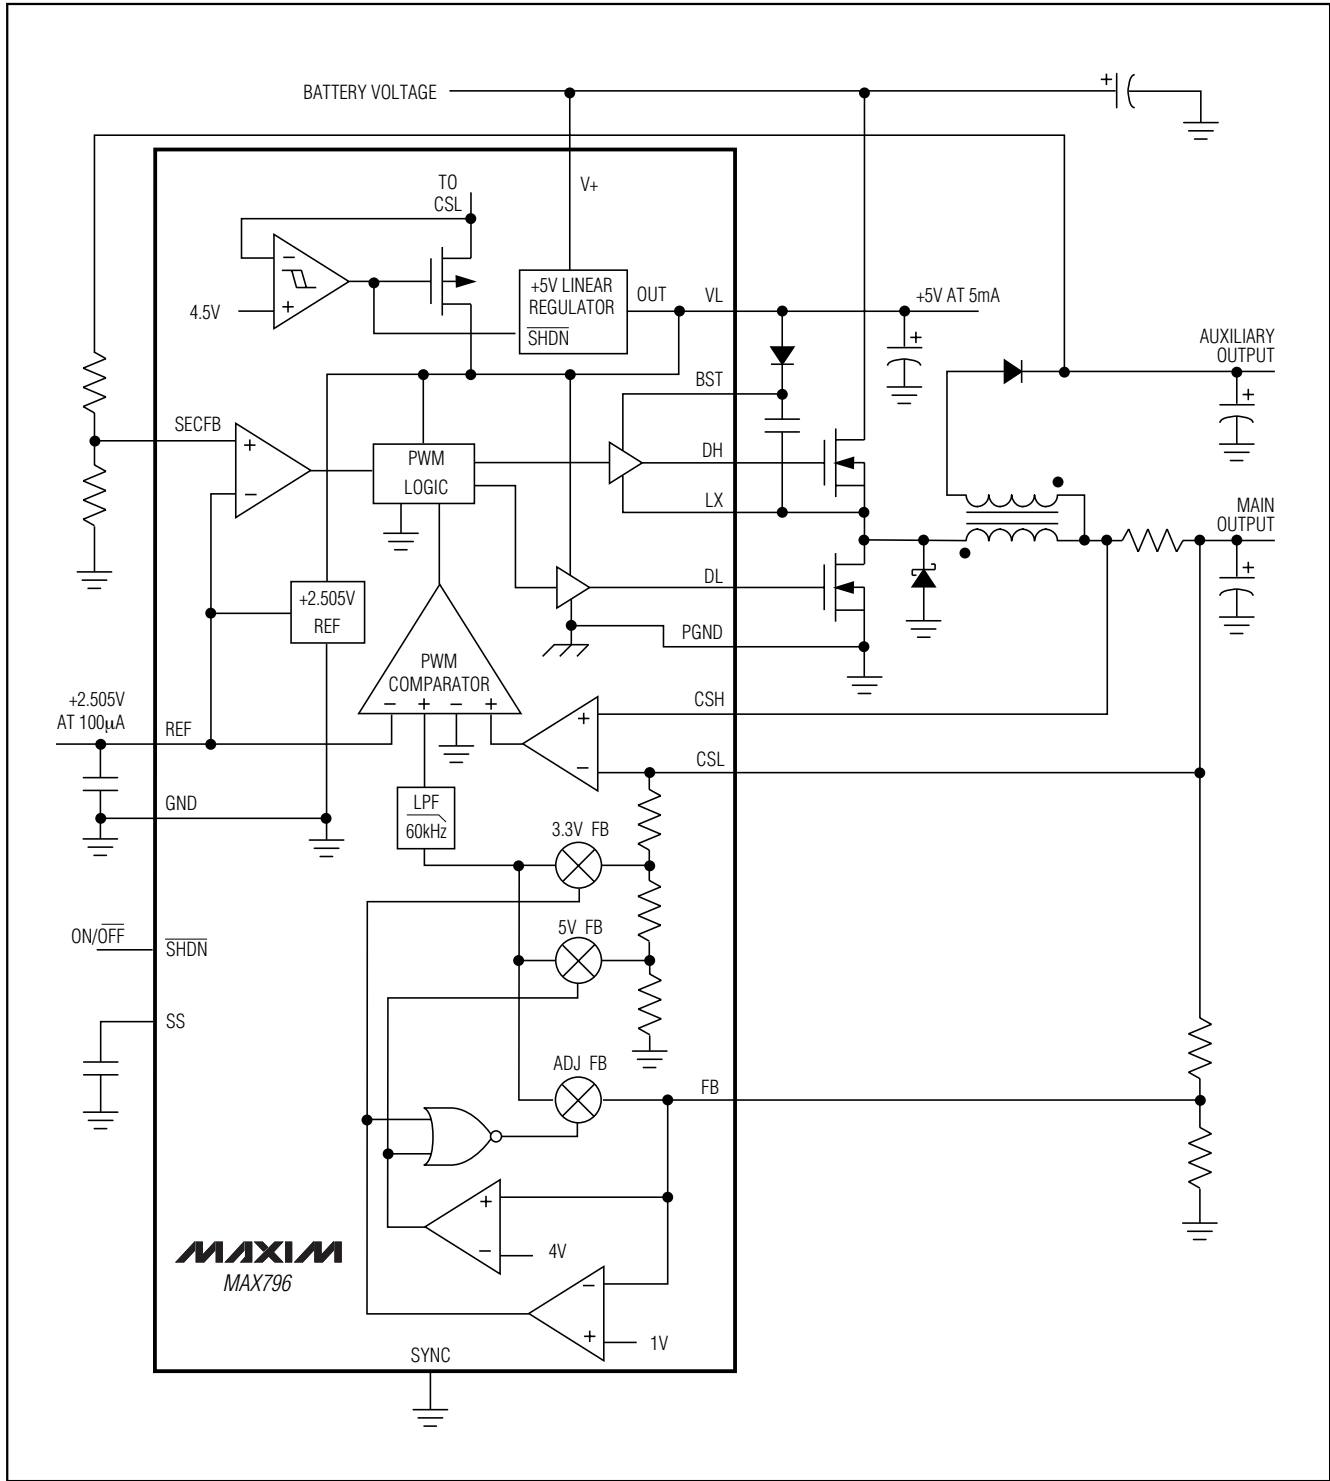 BATTERY VOLTAGE
+
TO
CSL
V+
−
+
4.5V
+5V LINEAR
REGULATOR
SHDN
OUT
VL
+5V AT 5mA
+
AUXILIARY
OUTPUT
+
BST
SECFB
+
−
PWM
LOGIC
DH
LX
MAIN
OUTPUT
+
+2.505V
REF
DL
PGND
PWM
COMPARATOR
− + − +
+2.505V
AT 100µA
REF
+
−
CSH
CSL
GND
LPF
60kHz
3.3V FB
5V FB
ON/OFF
SHDN
SS
ADJ FB
FB
+
−
4V
−
+
1V
MAXIM
MAX796
SYNC